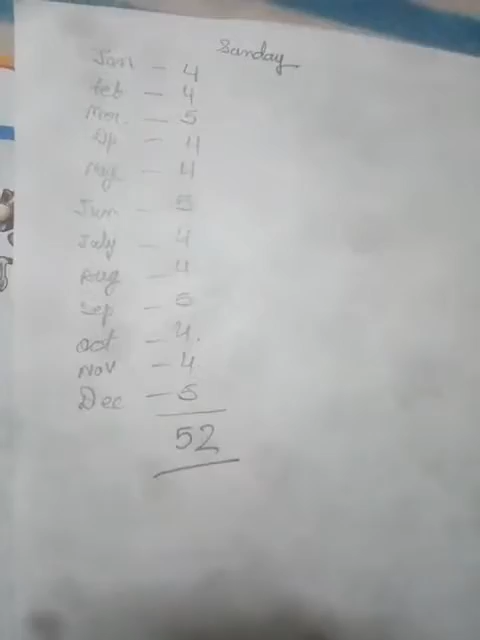 Sunday
Jan - 4
feb - 4
Mar. - 5
Ap - 4
May - 4
Jun - 5
July - 4
Aug - 4
Sep - 5
oct - 4.
Nov - 4
Dec - 5
52